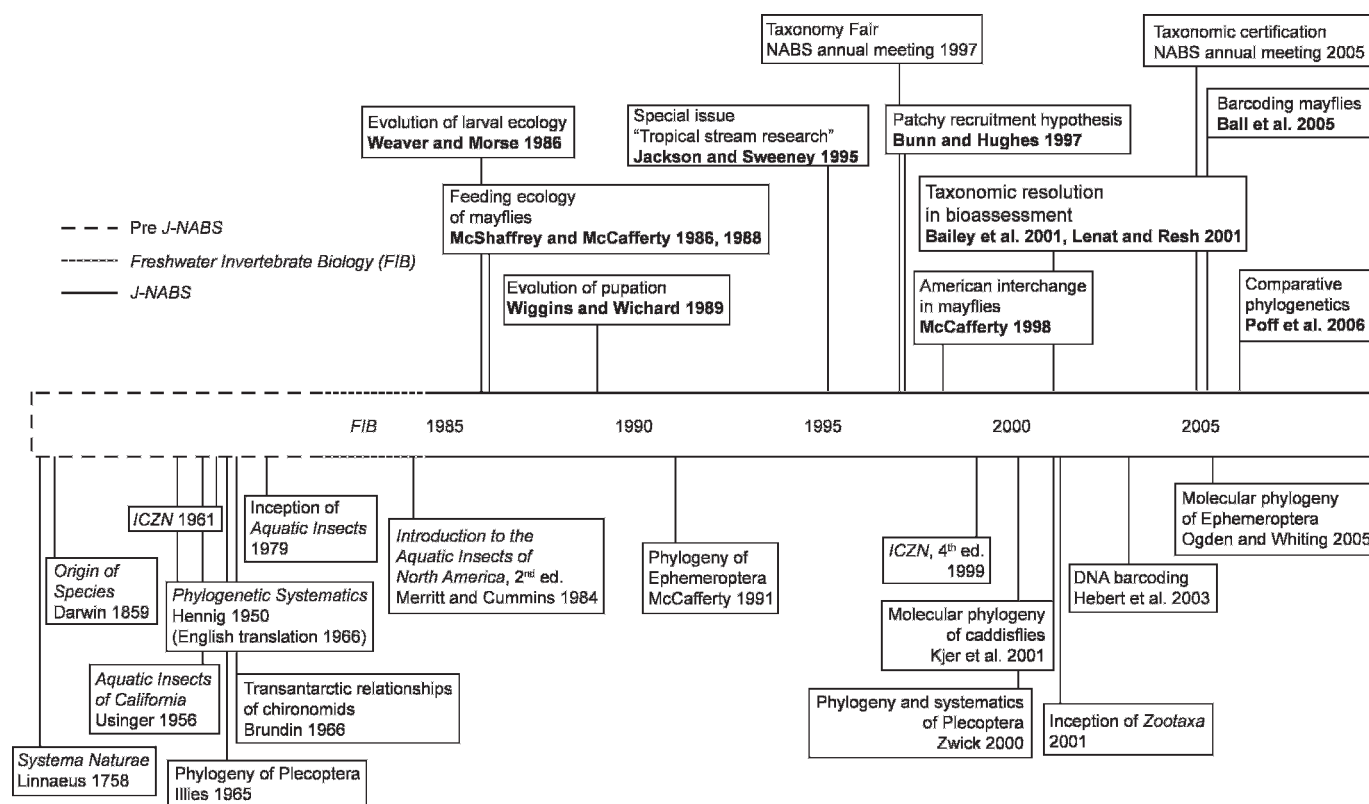 Taxonomy Fair
NABS annual meeting 1997
Taxonomic certification
NABS annual meeting 2005
Evolution of larval ecology
Weaver and Morse 1986
Special issue
“Tropical stream research”
Jackson and Sweeney 1995
Patchy recruitment hypothesis
Bunn and Hughes 1997
Barcoding mayflies
Ball et al. 2005
Feeding ecology
of mayflies
McShaffrey and McCafferty 1986, 1988
Taxonomic resolution
in bioassessment
Bailey et al. 2001, Lenat and Resh 2001
Pre J-NABS
Freshwater Invertebrate Biology (FIB)
J-NABS
Evolution of pupation
Wiggins and Wichard 1989
American interchange
in mayflies
McCafferty 1998
Comparative
phylogenetics
Poff et al. 2006
FIB 1985 1990 1995 2000 2005
ICZN 1961
Inception of
Aquatic Insects
1979
Introduction to the
Aquatic Insects of
North America, 2nd ed.
Merritt and Cummins 1984
Phylogeny of
Ephemeroptera
McCafferty 1991
ICZN, 4th ed.
1999
Molecular phylogeny
of Ephemeroptera
Ogden and Whiting 2005
Origin of
Species
Darwin 1859
Phylogenetic Systematics
Hennig 1950
(English translation 1966)
DNA barcoding
Hebert et al. 2003
Molecular phylogeny
of caddisflies
Kjer et al. 2001
Aquatic Insects
of California
Usinger 1956
Transantarctic relationships
of chironomids
Brundin 1966
Phylogeny and systematics
of Plecoptera
Zwick 2000
Inception of Zootaxa
2001
Systema Naturae
Linnaeus 1758
Phylogeny of Plecoptera
Illies 1965